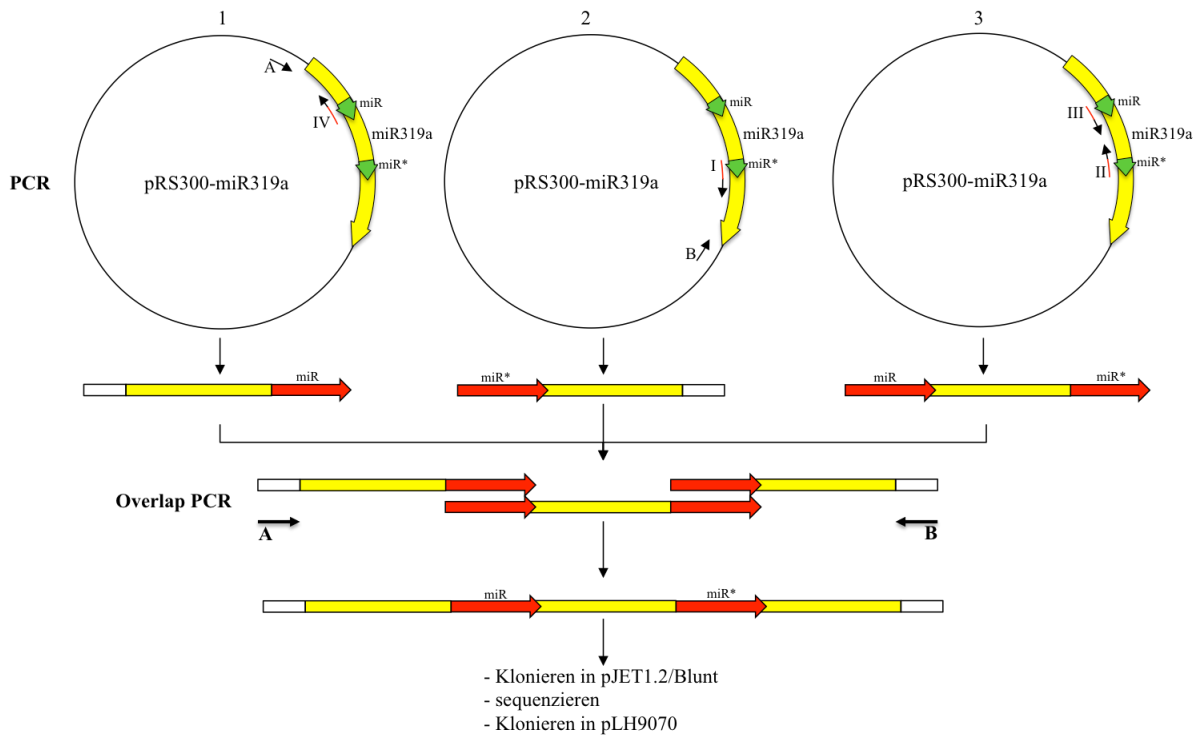 1
2
3
A
IV
miR
miR319a
miR*
pRS300-miR319a
miR
miR319a
I
miR*
pRS300-miR319a
B
miR
III
miR319a
miR*
II
pRS300-miR319a
PCR
miR
miR*
miR
miR*
Overlap PCR
A
B
miR
miR*
- Klonieren in pJET1.2/Blunt
- sequenzieren
- Klonieren in pLH9070